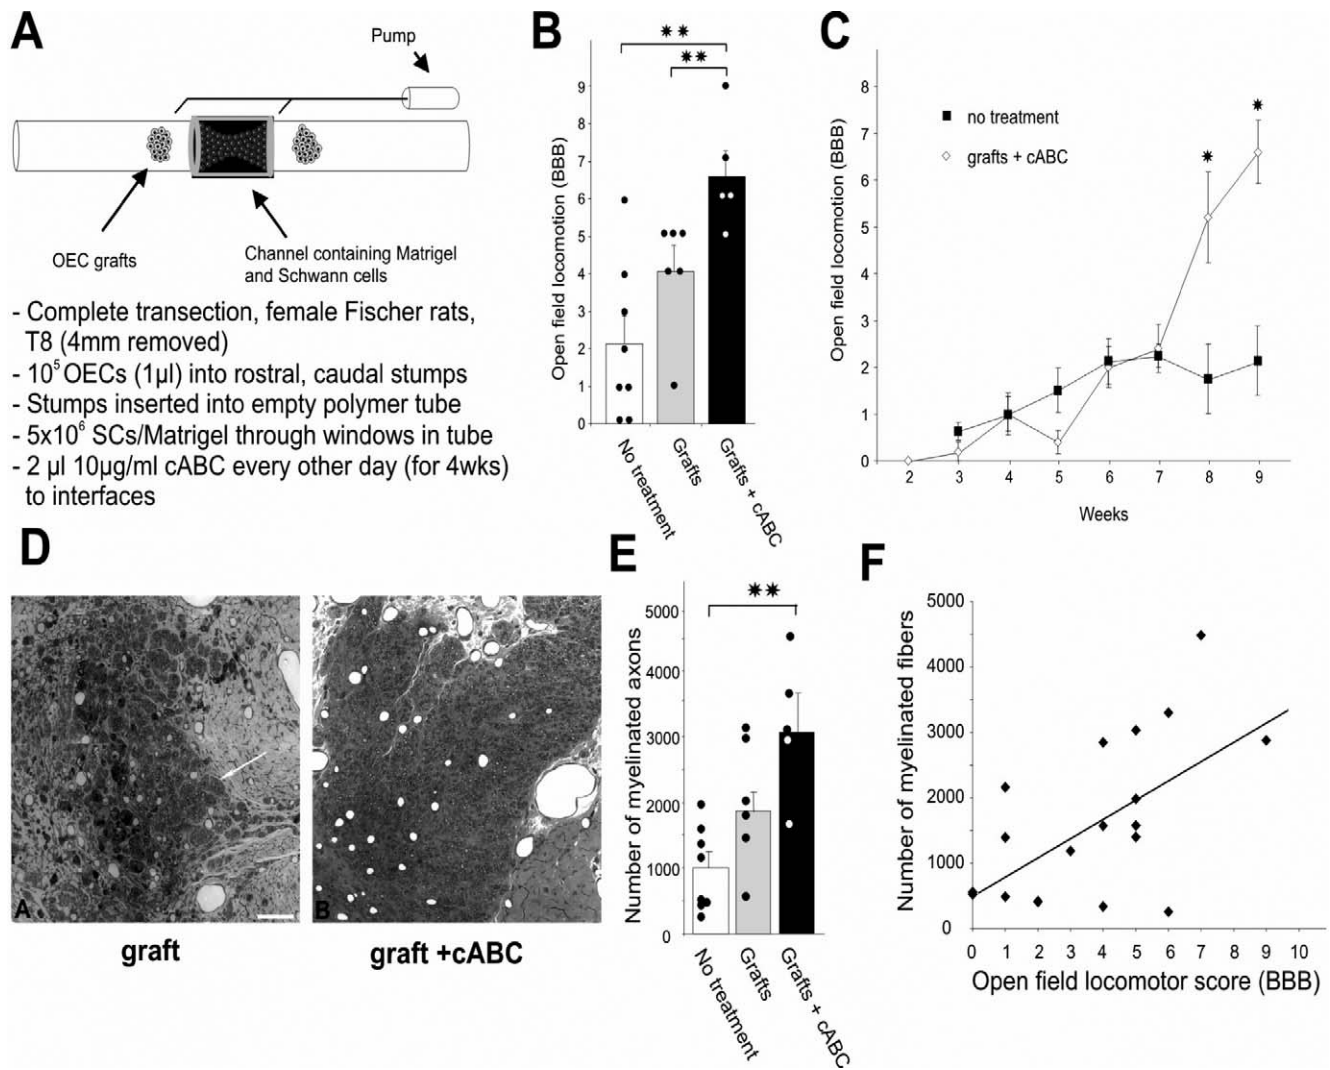 A
Pump
OEC grafts
Channel containing Matrigel
and Schwann cells
- Complete transection, female Fischer rats,
T8 (4mm removed)
- 10⁵ OECs (1µl) into rostral, caudal stumps
- Stumps inserted into empty polymer tube
- 5x10⁶ SCs/Matrigel through windows in tube
- 2 µl 10µg/ml cABC every other day (for 4wks)
to interfaces
B
** 
**
Open field locomotion (BBB)
9
8
7
6
5
4
3
2
1
0
No treatment
Grafts
Grafts + cABC
C
Open field locomotion (BBB)
8
7
6
5
4
3
2
1
0
no treatment
grafts + cABC
*
*
2 3 4 5 6 7 8 9
Weeks
D
A
B
graft
graft +cABC
E
**
Number of myelinated axons
5000
4000
3000
2000
1000
0
No treatment
Grafts
Grafts + cABC
F
Number of myelinated fibers
5000
4000
3000
2000
1000
0
0 1 2 3 4 5 6 7 8 9 10
Open field locomotor score (BBB)